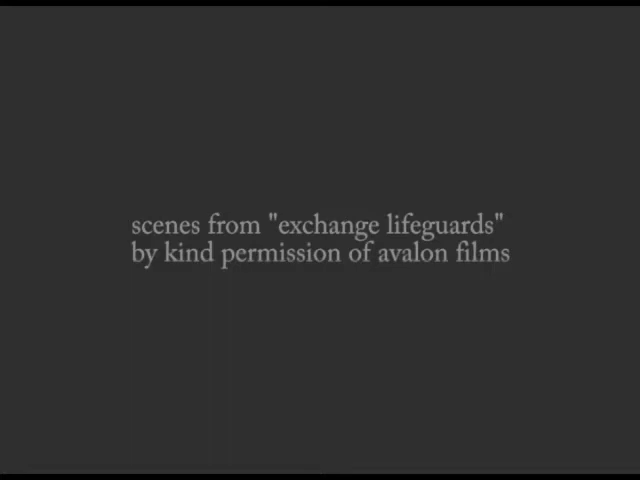 scenes from "exchange lifeguards"
by kind permission of avalon films